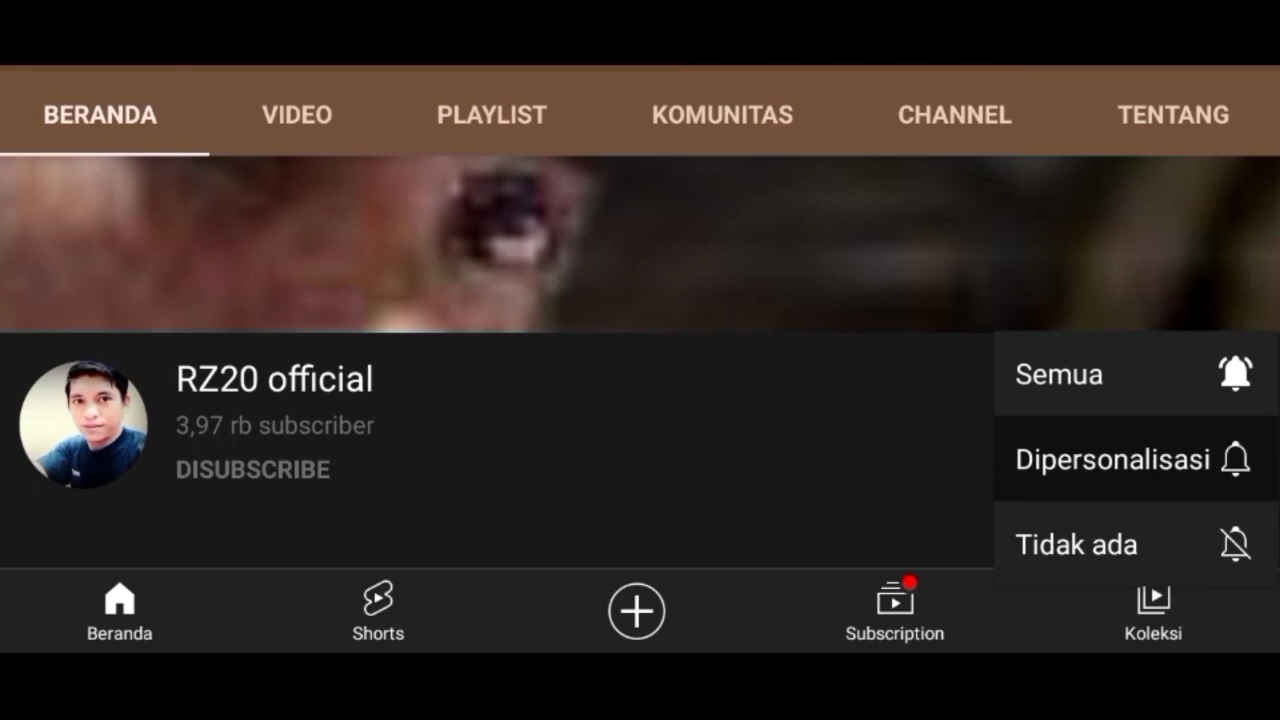 BERANDA VIDEO PLAYLIST KOMUNITAS CHANNEL TENTANG
RZ20 official
3,97 rb subscriber
DISUBSCRIBE
Semua
Dipersonalisasi
Tidak ada
Beranda Shorts Subscription Koleksi